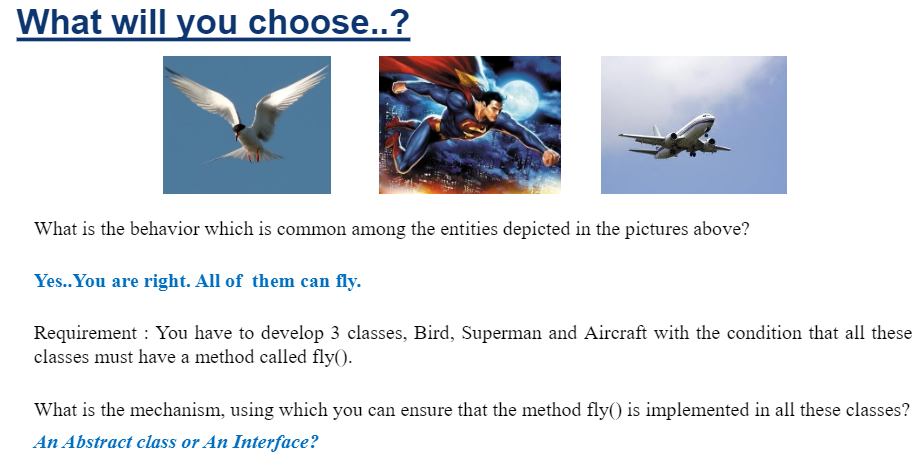 What will you choose..?
What is the behavior which is common among the entities depicted in the pictures above?
Yes..You are right. All of them can fly.
Requirement : You have to develop 3 classes, Bird, Superman and Aircraft with the condition that all these
classes must have a method called fly().
What is the mechanism, using which you can ensure that the method fly() is implemented in all these classes?
An Abstract class or An Interface?